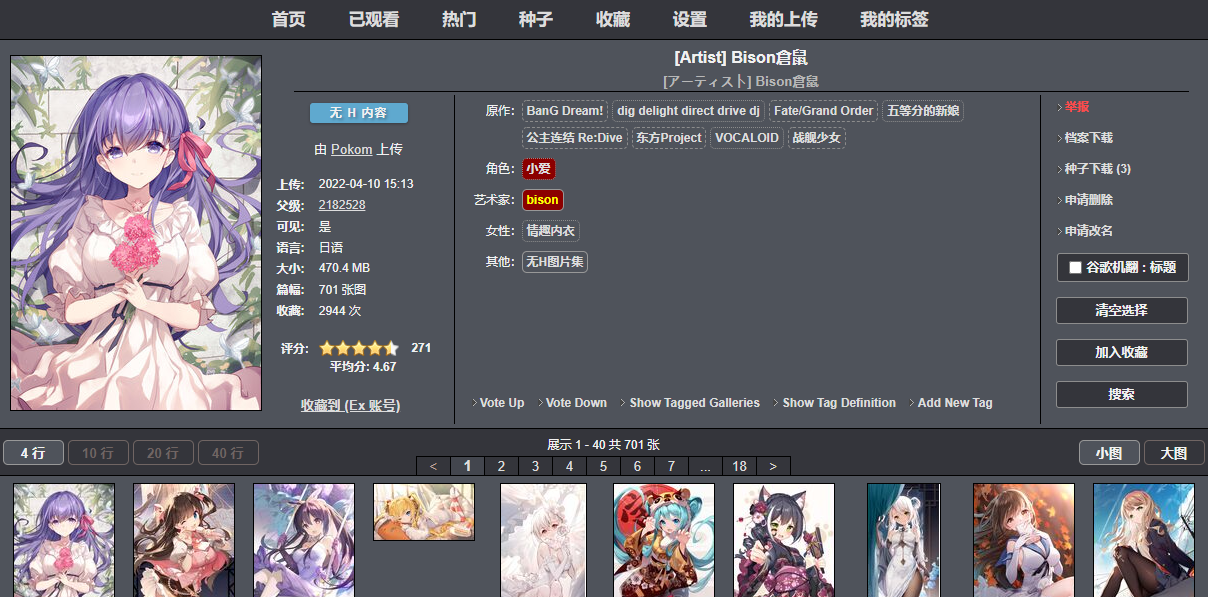 首页 已观看 热门 种子 收藏 设置 我的上传 我的标签
[Artist] Bison倉鼠
[アーティスト] Bison倉鼠
无 H 内容
由 Pokom 上传
上传: 2022-04-10 15:13
父级: 2182528
可见: 是
语言: 日语
大小: 470.4 MB
篇幅: 701 张图
收藏: 2944 次
评分: 271
平均分: 4.67
收藏到 (Ex 账号)
原作: BanG Dream! dig delight direct drive dj Fate/Grand Order 五等分的新娘
公主连结 Re:Dive 东方Project VOCALOID 战舰少女
角色: 小爱
艺术家: bison
女性: 情趣内衣
其他: 无H图片集
Vote Up Vote Down Show Tagged Galleries Show Tag Definition Add New Tag
举报
档案下载
种子下载 (3)
申请删除
申请改名
谷歌机翻 : 标题
清空选择
加入收藏
搜索
4 行 10 行 20 行 40 行
展示 1 - 40 共 701 张
< 1 2 3 4 5 6 7 ... 18 >
小图 大图